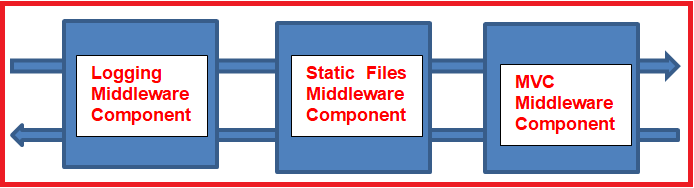 Logging
Middleware
Component
Static Files
Middleware
Component
MVC
Middleware
Component